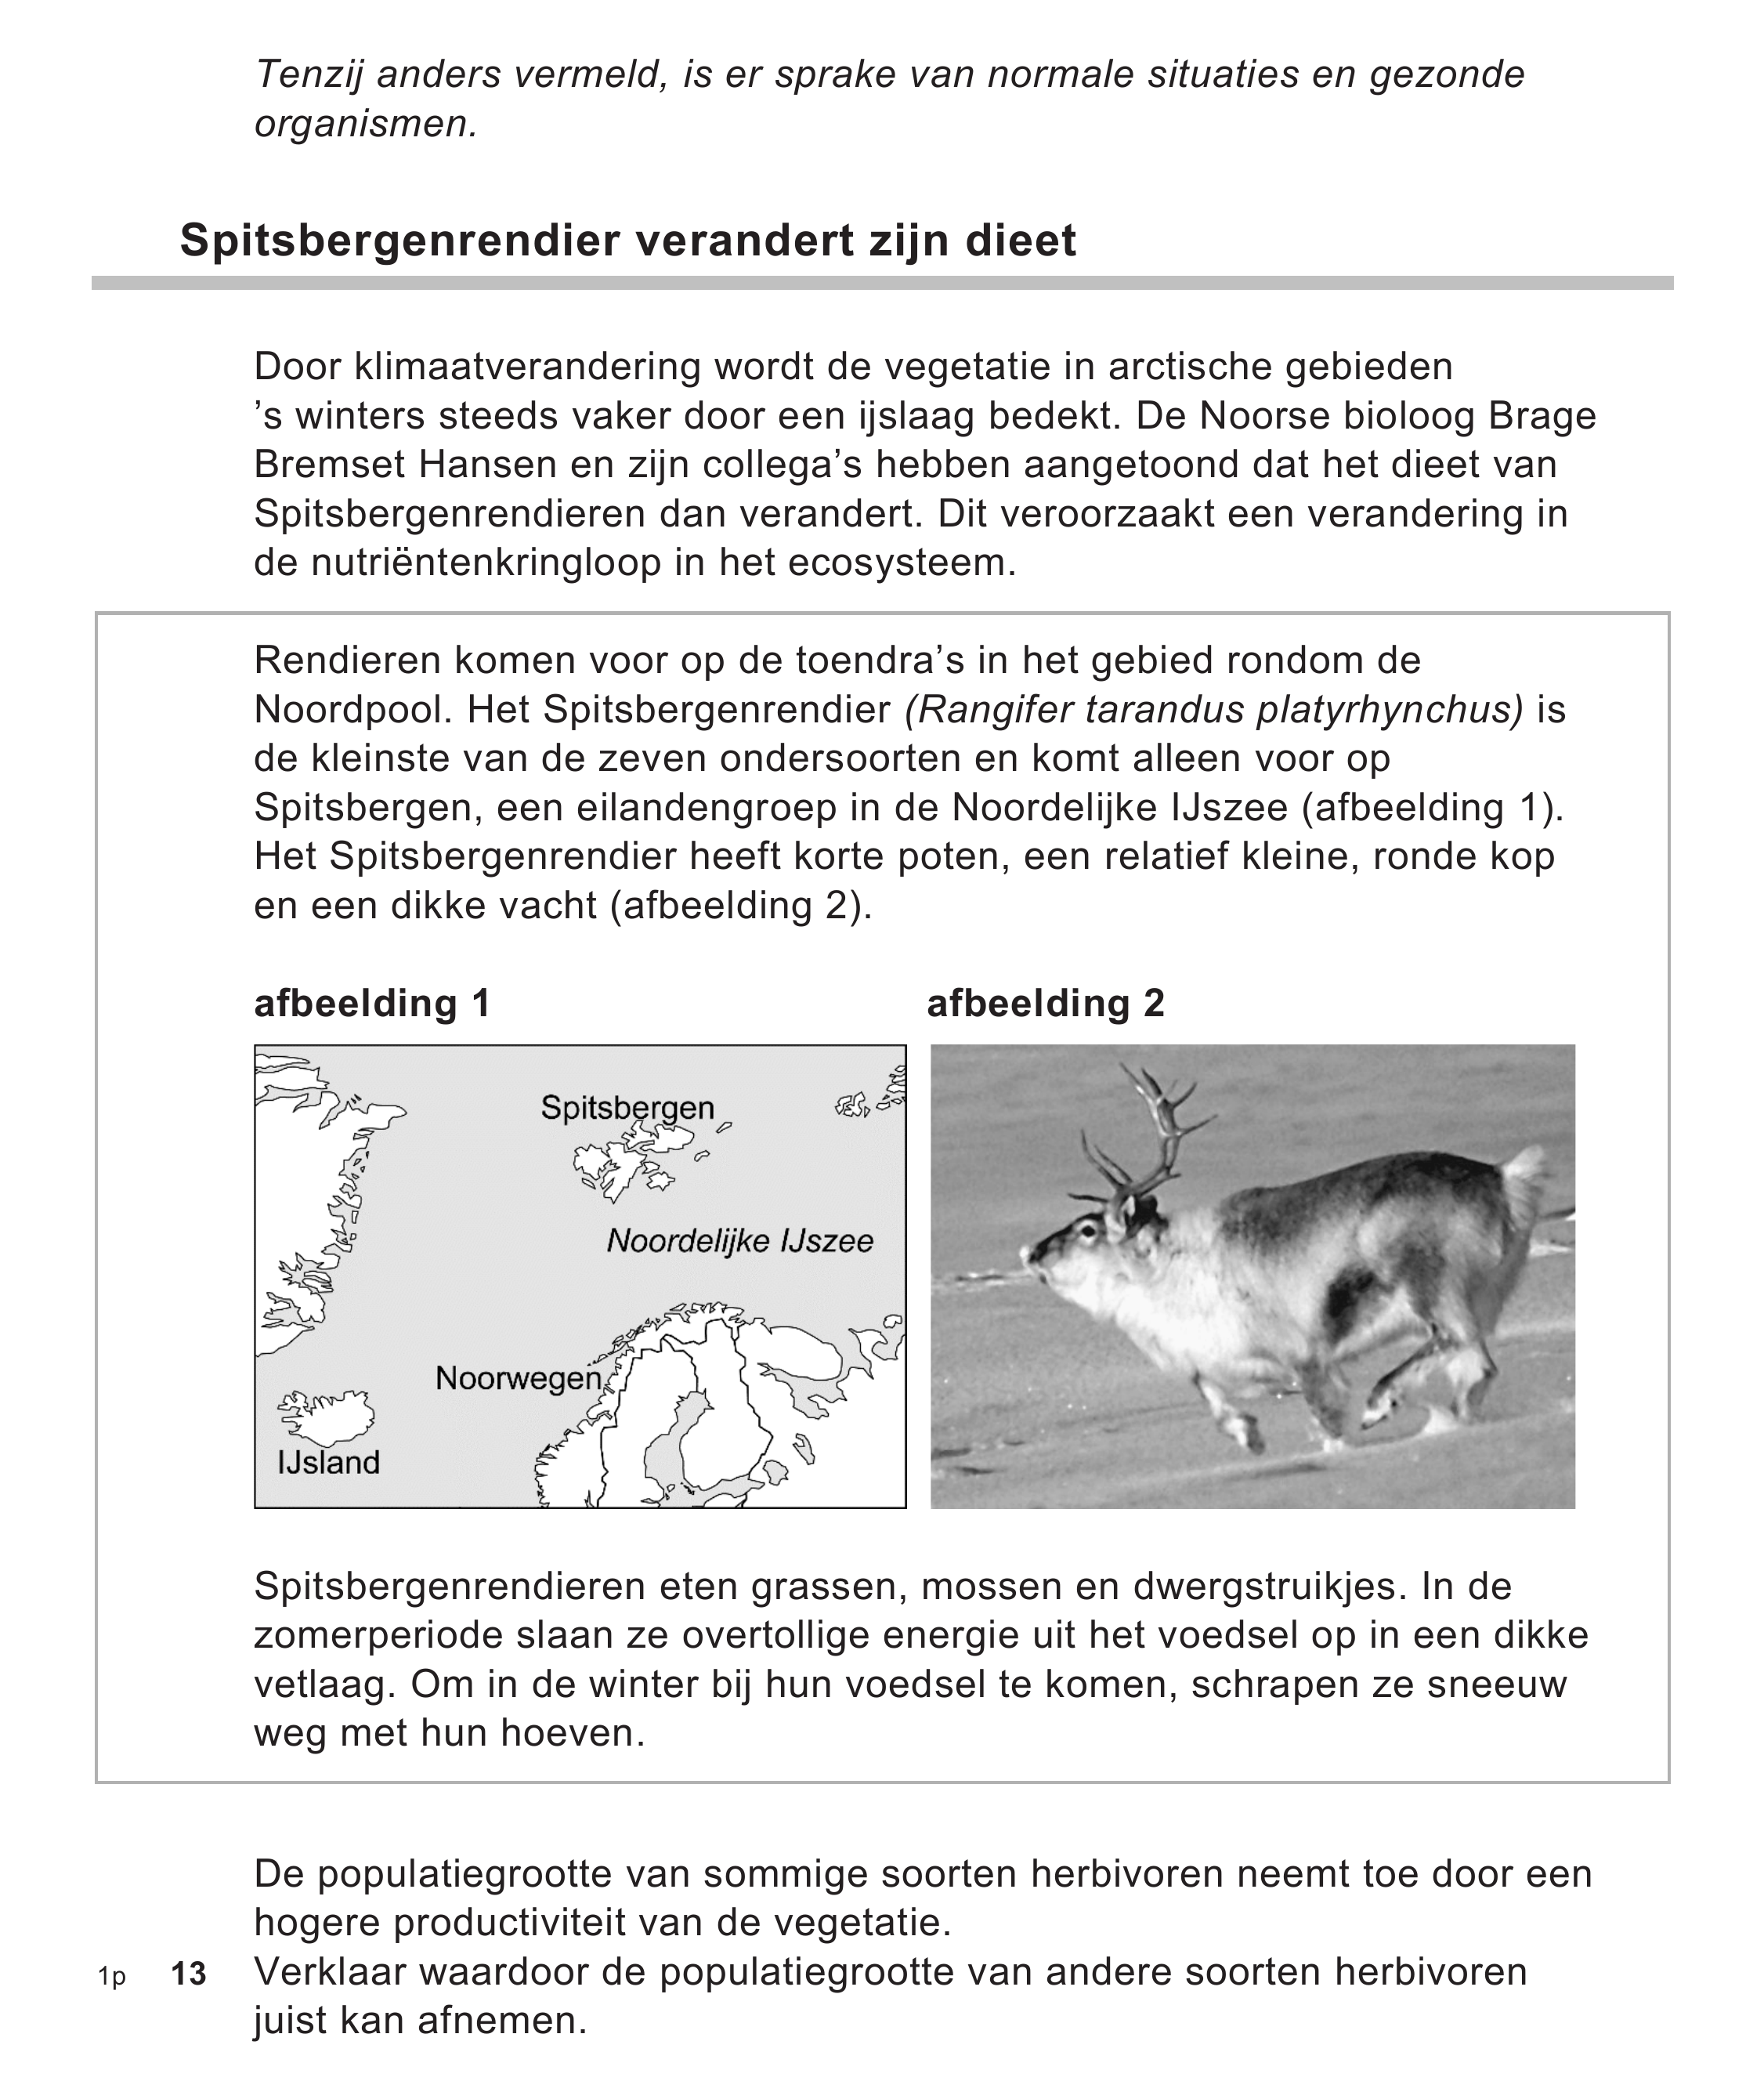 Tenzij anders vermeld, is er sprake van normale situaties en gezonde
organismen.
Spitsbergenrendier verandert zijn dieet
Door klimaatverandering wordt de vegetatie in arctische gebieden
’s winters steeds vaker door een ijslaag bedekt. De Noorse bioloog Brage
Bremset Hansen en zijn collega’s hebben aangetoond dat het dieet van
Spitsbergenrendieren dan verandert. Dit veroorzaakt een verandering in
de nutriëntenkringloop in het ecosysteem.
Rendieren komen voor op de toendra’s in het gebied rondom de
Noordpool. Het Spitsbergenrendier (Rangifer tarandus platyrhynchus) is
de kleinste van de zeven ondersoorten en komt alleen voor op
Spitsbergen, een eilandengroep in de Noordelijke IJszee (afbeelding 1).
Het Spitsbergenrendier heeft korte poten, een relatief kleine, ronde kop
en een dikke vacht (afbeelding 2).
afbeelding 1
afbeelding 2
Spitsbergen
Noordelijke IJszee
Noorwegen
IJsland
Spitsbergenrendieren eten grassen, mossen en dwergstruikjes. In de
zomerperiode slaan ze overtollige energie uit het voedsel op in een dikke
vetlaag. Om in de winter bij hun voedsel te komen, schrapen ze sneeuw
weg met hun hoeven.
De populatiegrootte van sommige soorten herbivoren neemt toe door een
hogere productiviteit van de vegetatie.
1p 13 Verklaar waardoor de populatiegrootte van andere soorten herbivoren
juist kan afnemen.